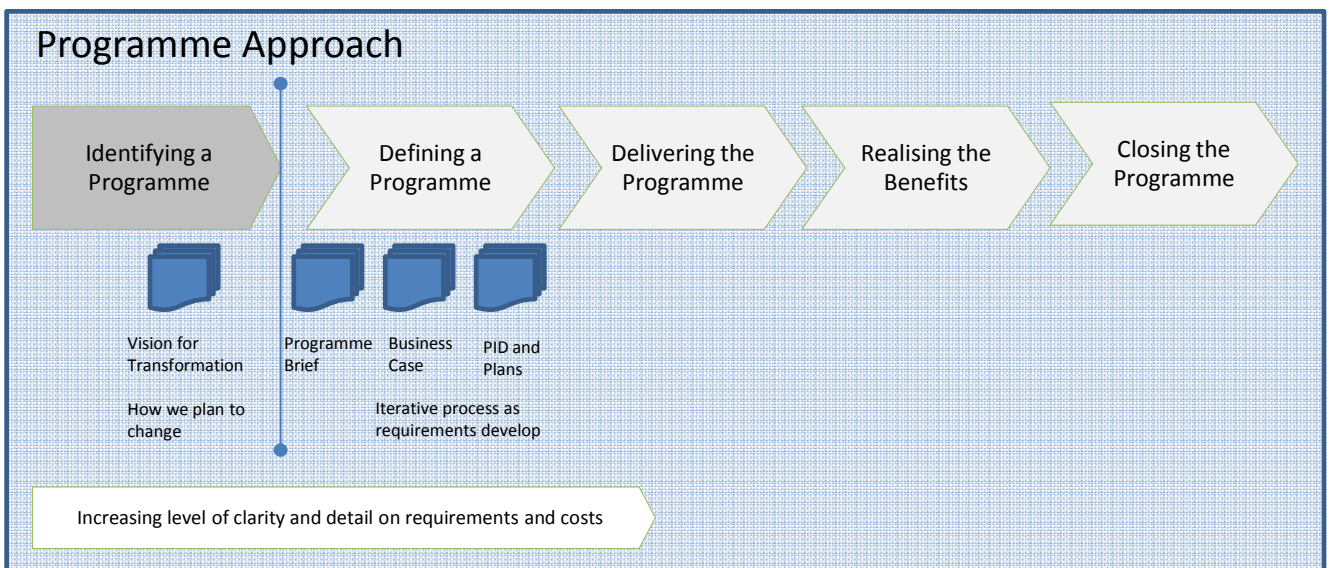 Programme Approach
Identifying a
Programme
Defining a
Programme
Delivering the
Programme
Realising the
Benefits
Closing the
Programme
Vision for
Transformation
How we plan to
change
Programme
Brief
Business
Case
PID and
Plans
Iterative process as
requirements develop
Increasing level of clarity and detail on requirements and costs